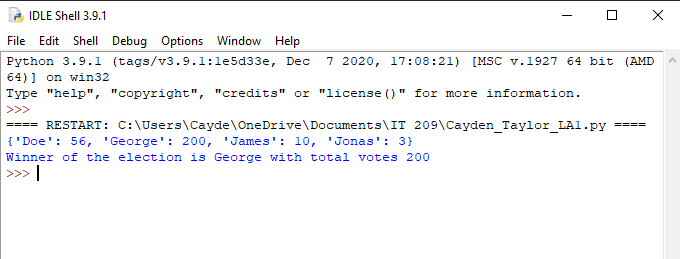 IDLE Shell 3.9.1
File Edit Shell Debug Options Window Help
Python 3.9.1 (tags/v3.9.1:1e5d33e, Dec  7 2020, 17:08:21) [MSC v.1927 64 bit (AMD
64)] on win32
Type "help", "copyright", "credits" or "license()" for more information.
>>>
==== RESTART: C:\Users\Cayde\OneDrive\Documents\IT 209\Cayden_Taylor_LA1.py ====
{'Doe': 56, 'George': 200, 'James': 10, 'Jonas': 3}
Winner of the election is George with total votes 200
>>>